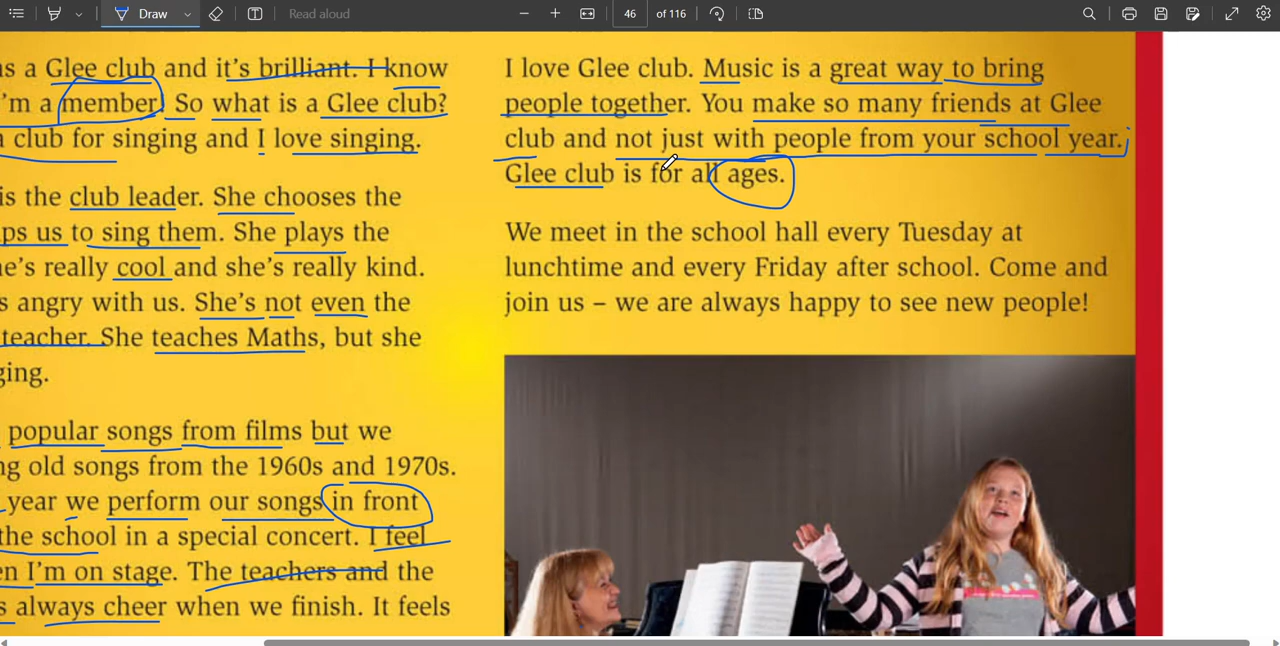 Draw
Read aloud
46
of 116
as a Glee club and it's brilliant. I know
'm a member. So what is a Glee club?
a club for singing and I love singing.
is the club leader. She chooses the
ps us to sing them. She plays the
e's really cool and she's really kind.
s angry with us. She's not even the
teacher. She teaches Maths, but she
ging.
popular songs from films but we
ng old songs from the 1960s and 1970s.
year we perform our songs in front
the school in a special concert. I feel
en I'm on stage. The teachers and the
s always cheer when we finish. It feels
I love Glee club. Music is a great way to bring
people together. You make so many friends at Glee
club and not just with people from your school year.
Glee club is for all ages.
We meet in the school hall every Tuesday at
lunchtime and every Friday after school. Come and
join us – we are always happy to see new people!